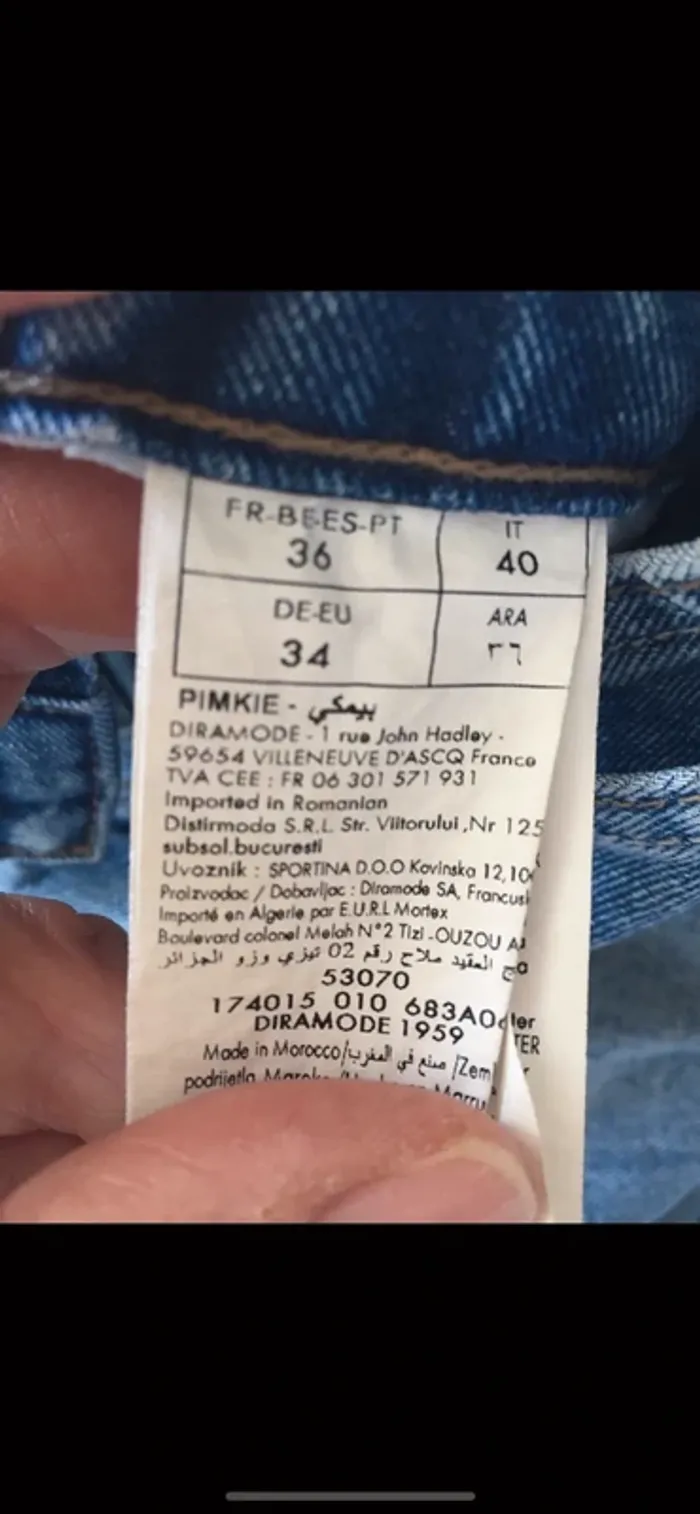 FR-BE-ES-PT
36
IT
40
DE-EU
34
ARA
٣٦
PIMKIE - بيمكي
DIRAMODE - 1 rue John Hadley -
59654 VILLENEUVE D'ASCQ France
TVA CEE : FR 06 301 571 931
Imported in Romanian
Distirmoda S.R.L. Str. Viitorului ,Nr 125
subsol.bucuresti
Uvoznik : SPORTINA D.O.O Kovinska 12,10
Proizvodac / Dobavljac : Diramode SA, Francus
Importé en Algerie par E.U.R.L Mortex
Boulevard colonel Melah N°2 Tizi -OUZOU
العقيد ملاح رقم 02 تيزي وزو الجزائر
53070
174015 010 683A0
DIRAMODE 1959
Made in Morocco/صنع في المغرب/Zem
podrijetla